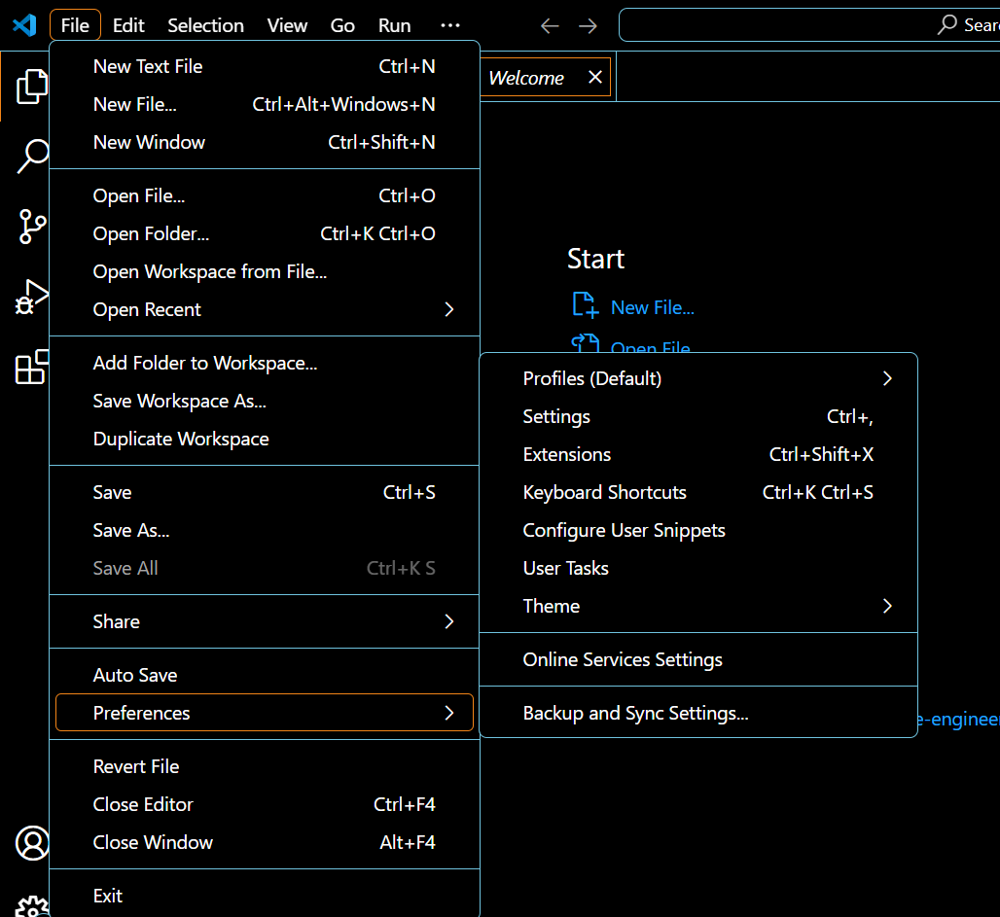 File Edit Selection View Go Run ···
New Text File Ctrl+N
New File... Ctrl+Alt+Windows+N
New Window Ctrl+Shift+N
Open File... Ctrl+O
Open Folder... Ctrl+K Ctrl+O
Open Workspace from File...
Open Recent
Add Folder to Workspace...
Save Workspace As...
Duplicate Workspace
Save Ctrl+S
Save As...
Save All Ctrl+K S
Share
Auto Save
Preferences
Revert File
Close Editor Ctrl+F4
Close Window Alt+F4
Exit
Welcome
Start
New File...
Open File
Profiles (Default)
Settings Ctrl+,
Extensions Ctrl+Shift+X
Keyboard Shortcuts Ctrl+K Ctrl+S
Configure User Snippets
User Tasks
Theme
Online Services Settings
Backup and Sync Settings...